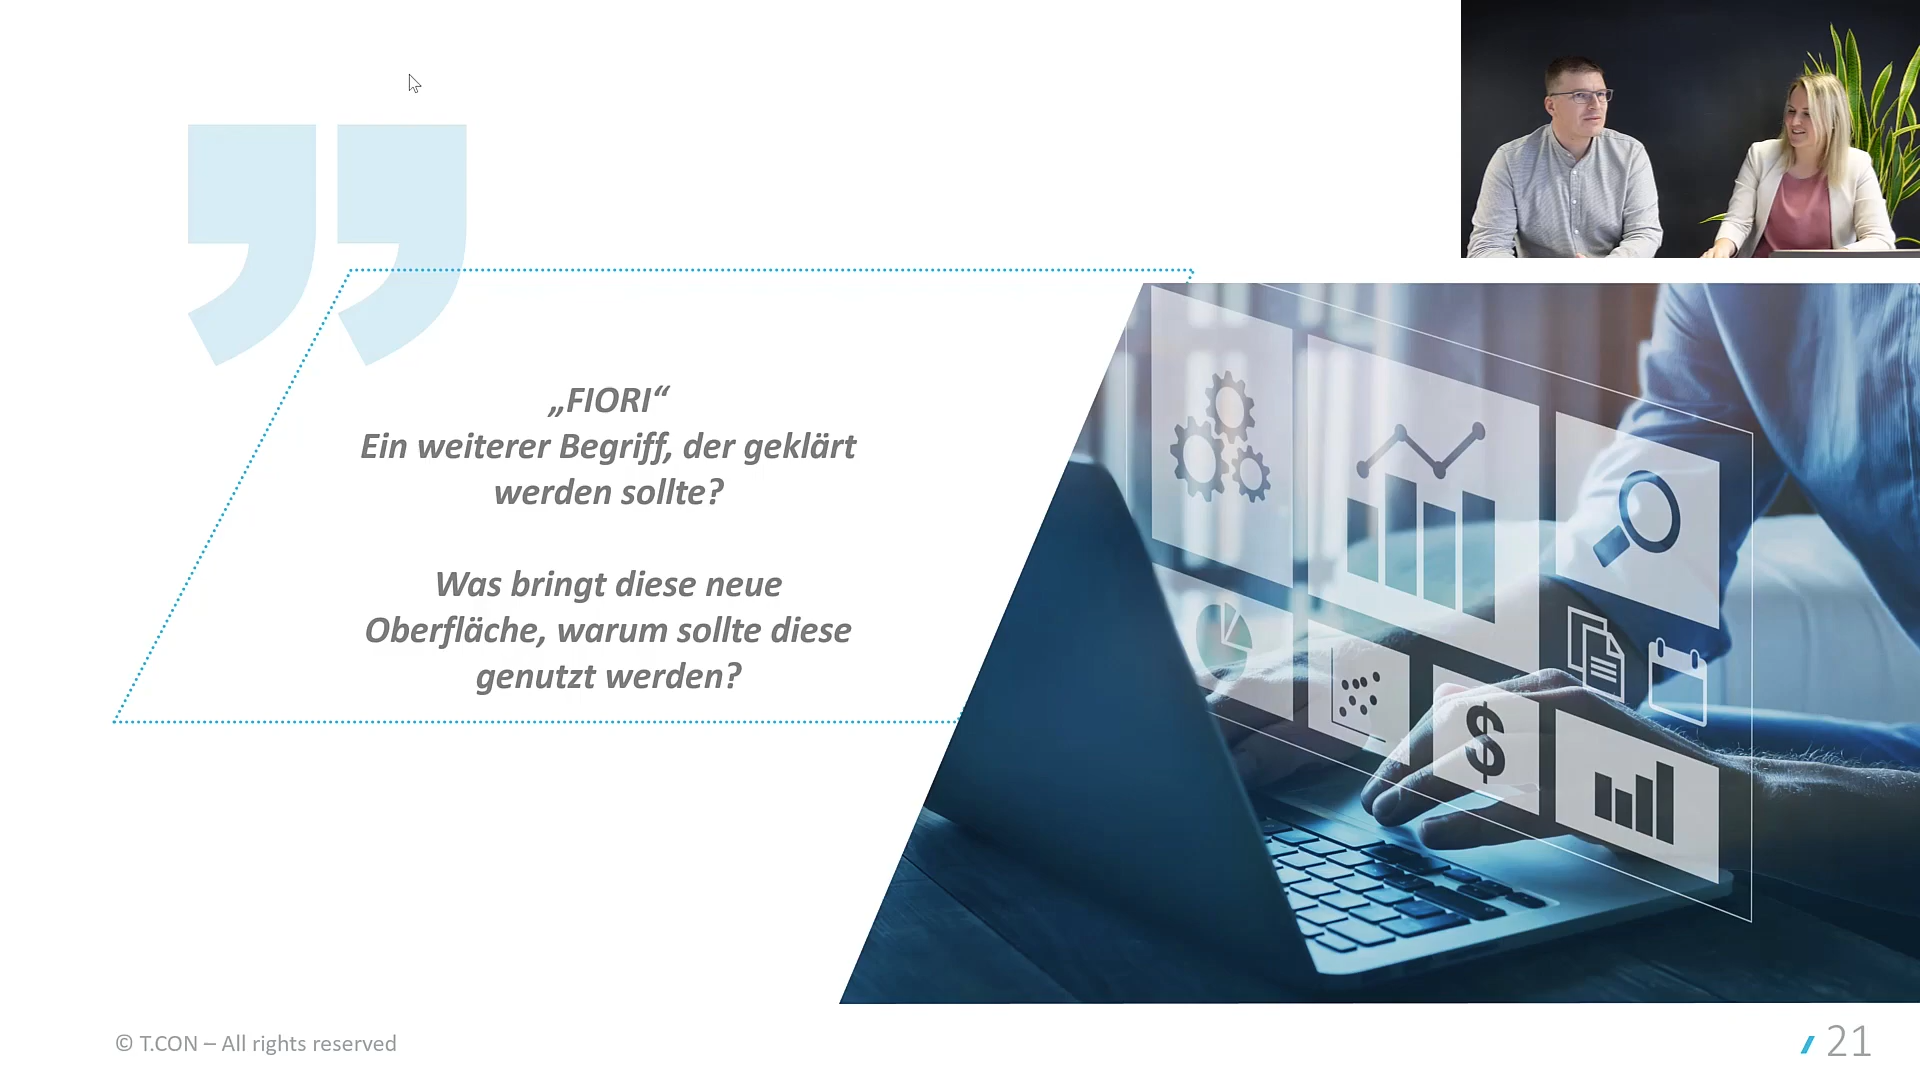 „FIORI“
Ein weiterer Begriff, der geklärt
werden sollte?
Was bringt diese neue
Oberfläche, warum sollte diese
genutzt werden?
$
© T.CON – All rights reserved
21